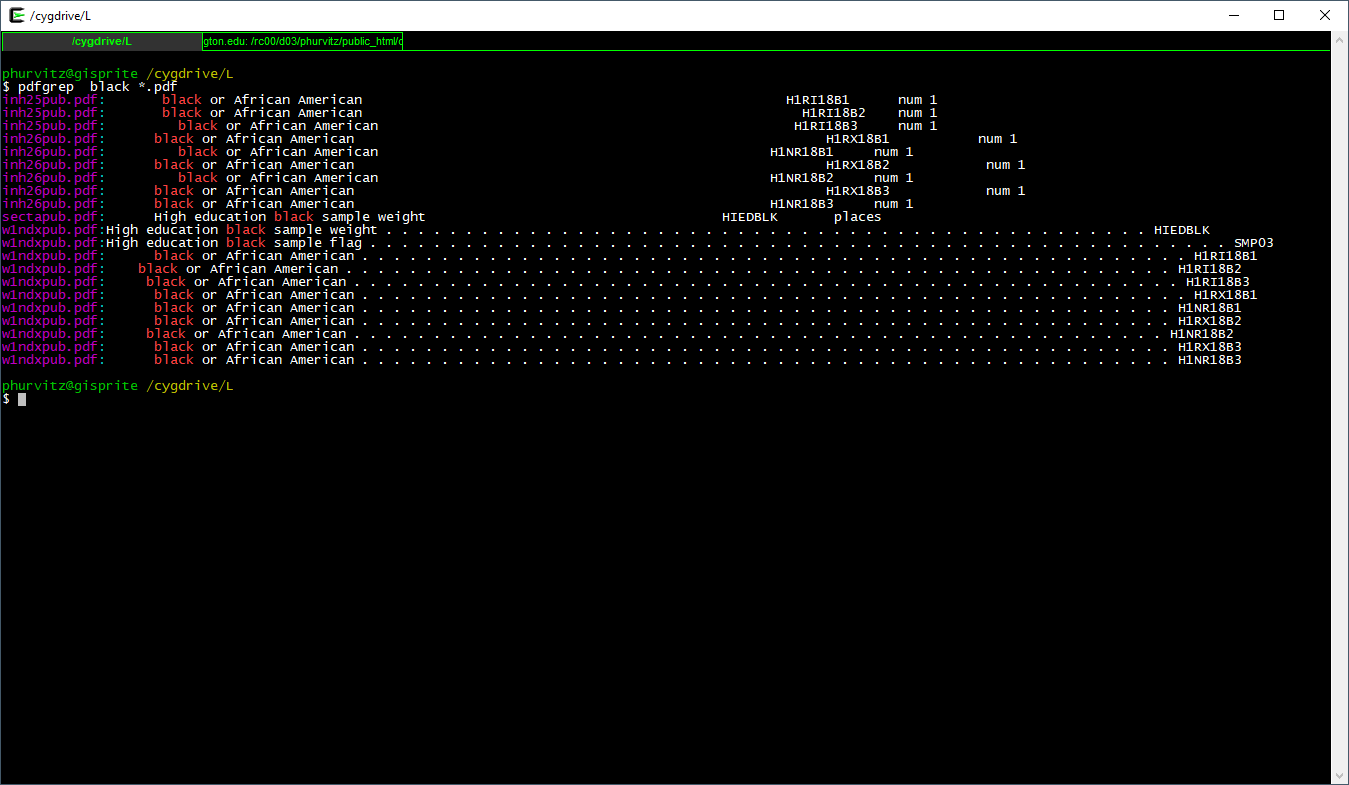 /cygdrive/L
/cygdrive/L
gton.edu: /rc00/d03/phurvitz/public_html/c
phurvitz@gisprite /cygdrive/L
$ pdfgrep  black *.pdf
inh25pub.pdf:       black or African American                                                     H1RI18B1      num 1
inh25pub.pdf:       black or African American                                                       H1RI18B2    num 1
inh25pub.pdf:         black or African American                                                    H1RI18B3     num 1
inh26pub.pdf:      black or African American                                                           H1RX18B1           num 1
inh26pub.pdf:         black or African American                                                 H1NR18B1     num 1
inh26pub.pdf:      black or African American                                                           H1RX18B2            num 1
inh26pub.pdf:         black or African American                                                 H1NR18B2     num 1
inh26pub.pdf:      black or African American                                                           H1RX18B3            num 1
inh26pub.pdf:      black or African American                                                    H1NR18B3     num 1
sectapub.pdf:      High education black sample weight                                     HIEDBLK       places
w1ndxpub.pdf:High education black sample weight . . . . . . . . . . . . . . . . . . . . . . . . . . . . . . . . . . . . . . . . . . . . . . . . HIEDBLK
w1ndxpub.pdf:High education black sample flag . . . . . . . . . . . . . . . . . . . . . . . . . . . . . . . . . . . . . . . . . . . . . . . . . . . . . . SMP03
w1ndxpub.pdf:      black or African American . . . . . . . . . . . . . . . . . . . . . . . . . . . . . . . . . . . . . . . . . . . . . . . . . . . . H1RI18B1
w1ndxpub.pdf:    black or African American . . . . . . . . . . . . . . . . . . . . . . . . . . . . . . . . . . . . . . . . . . . . . . . . . . . . H1RI18B2
w1ndxpub.pdf:     black or African American . . . . . . . . . . . . . . . . . . . . . . . . . . . . . . . . . . . . . . . . . . . . . . . . . . . . H1RI18B3
w1ndxpub.pdf:      black or African American . . . . . . . . . . . . . . . . . . . . . . . . . . . . . . . . . . . . . . . . . . . . . . . . . . . . H1RX18B1
w1ndxpub.pdf:      black or African American . . . . . . . . . . . . . . . . . . . . . . . . . . . . . . . . . . . . . . . . . . . . . . . . . . . H1NR18B1
w1ndxpub.pdf:      black or African American . . . . . . . . . . . . . . . . . . . . . . . . . . . . . . . . . . . . . . . . . . . . . . . . . . . H1RX18B2
w1ndxpub.pdf:     black or African American . . . . . . . . . . . . . . . . . . . . . . . . . . . . . . . . . . . . . . . . . . . . . . . . . . . H1NR18B2
w1ndxpub.pdf:      black or African American . . . . . . . . . . . . . . . . . . . . . . . . . . . . . . . . . . . . . . . . . . . . . . . . . . . H1RX18B3
w1ndxpub.pdf:      black or African American . . . . . . . . . . . . . . . . . . . . . . . . . . . . . . . . . . . . . . . . . . . . . . . . . . . H1NR18B3
phurvitz@gisprite /cygdrive/L
$